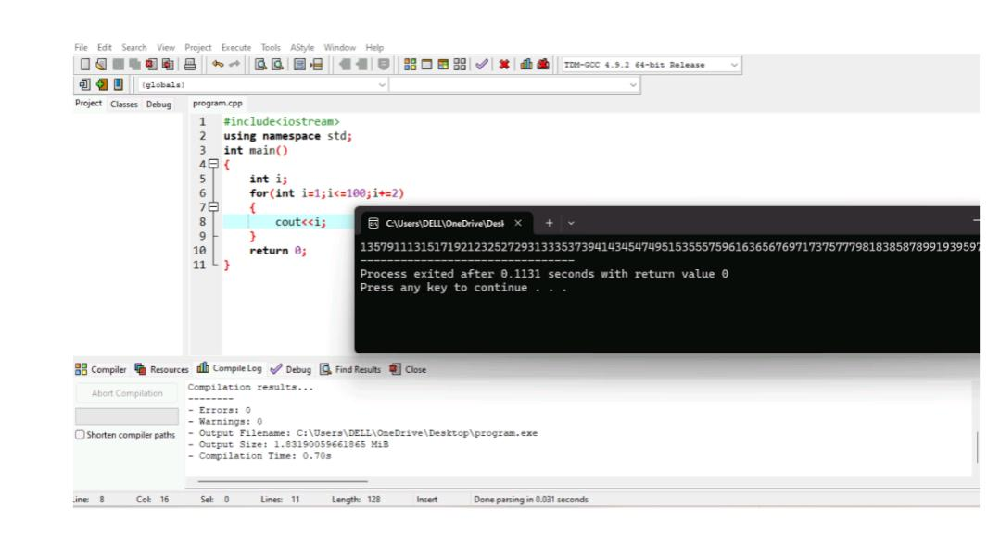 File Edit Search View Project Execute Tools AStyle Window Help
TDM-GCC 4.9.2 64-bit Release
(globals)
Project Classes Debug
program.cpp
1 #include<iostream>
2 using namespace std;
3 int main()
4 {
5 int i;
6 for(int i=1;i<=100;i+=2)
7 {
8 cout<<i;
9 }
10 return 0;
11 }
C:\Users\DELL\OneDrive\Desl
13579111315171921232527293133353739414345474951535557596163656769717375777981838587899193959
--------------------------------
Process exited after 0.1131 seconds with return value 0
Press any key to continue . . .
Compiler Resources Compile Log Debug Find Results Close
Abort Compilation
Shorten compiler paths
Compilation results...
--------
- Errors: 0
- Warnings: 0
- Output Filename: C:\Users\DELL\OneDrive\Desktop\program.exe
- Output Size: 1.83190059661865 MiB
- Compilation Time: 0.70s
ine: 8 Col: 16 Sel: 0 Lines: 11 Length: 128 Insert Done parsing in 0.031 seconds